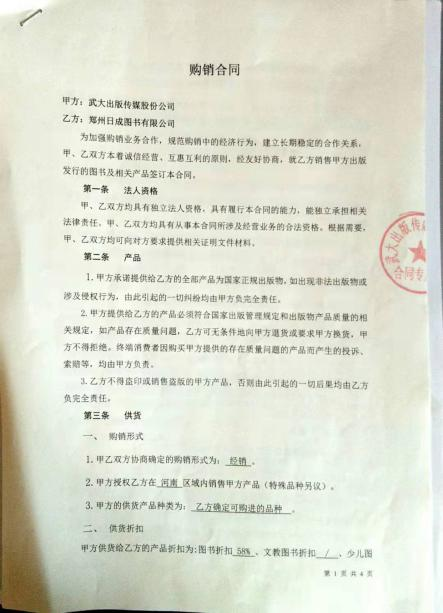 购销合同
甲方：武大出版传媒股份公司
乙方：郑州日成图书有限公司
为加强购销业务合作，规范购销中的经济行为，建立长期稳定的合作关系，
甲、乙双方本着诚信经营、互惠互利的原则，经友好协商，就乙方销售甲方出版
发行的图书及相关产品签订本合同。
第一条 法人资格
甲、乙双方均具有独立法人资格，具有履行本合同的能力，能独立承担相关
法律责任。甲、乙双方均具有从事本合同所涉及经营业务的合法资格。根据需要，
甲、乙双方均可向对方要求提供相关证明文件材料。
第二条 产品
1.甲方承诺提供给乙方的全部产品为国家正规出版物，如出现非法出版物或
涉及侵权行为，由此引起的一切纠纷均由甲方负完全责任。
2.甲方提供给乙方的产品必须符合国家出版管理规定和出版物产品质量的相
关规定，如产品存在质量问题，乙方可无条件地向甲方退货或要求甲方换货，甲
方不得拒绝。终端消费者因购买甲方提供的存在质量问题的产品而产生的投诉、
索赔等，均由甲方负责。
3.乙方不得盗印或销售盗版的甲方产品，否则由此引起的一切后果均由乙方
负完全责任。
第三条 供货
一、 购销形式
1.甲乙双方协商确定的购销形式为： 经销 。
2.甲方授权乙方在 河南 区域内销售甲方产品（特殊品种另议）。
3.甲方的供货产品种类为： 乙方确定可购进的品种 。
二、 供货折扣
甲方供货给乙方的产品折扣为：图书折扣 58% 、文教图书折扣 / 、少儿图
第 1 页 共 4 页
武大出版传
合同专